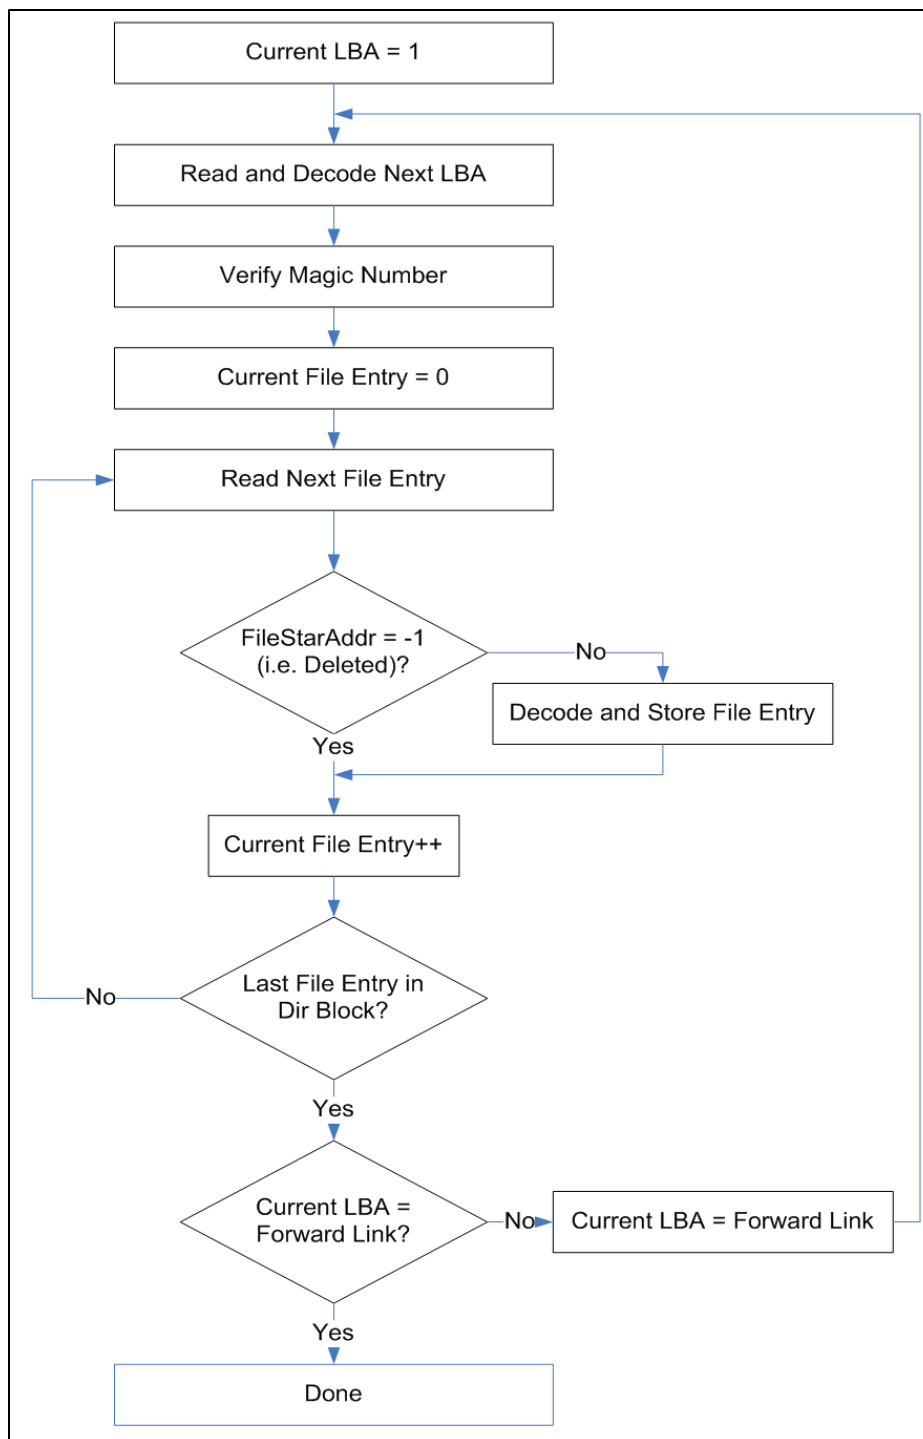 Current LBA = 1
Read and Decode Next LBA
Verify Magic Number
Current File Entry = 0
Read Next File Entry
FileStarAddr = -1
(i.e. Deleted)?
No
Decode and Store File Entry
Yes
Current File Entry++
Last File Entry in
Dir Block?
No
Yes
Current LBA =
Forward Link?
No
Current LBA = Forward Link
Yes
Done